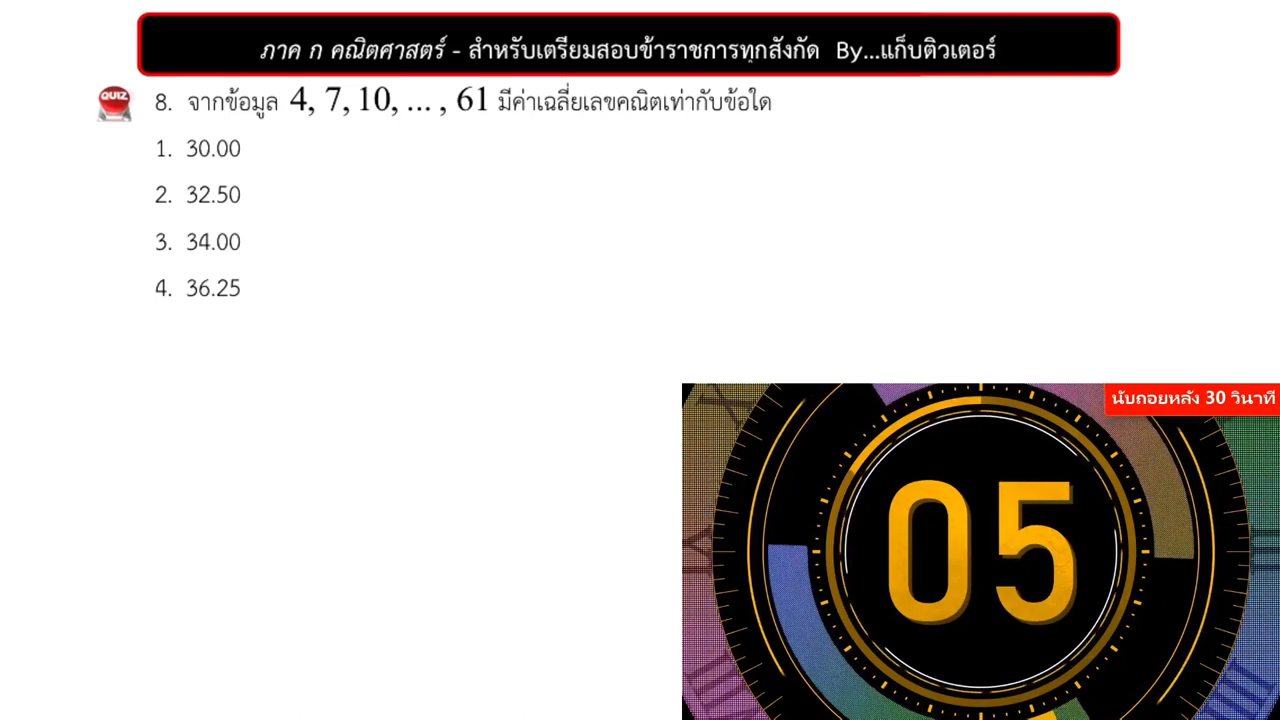 ภาค ก คณิตศาสตร์ - สำหรับเตรียมสอบข้าราชการทุกสังกัด By...แก็บติวเตอร์
QUIZ
8. จากข้อมูล 4, 7, 10, ... , 61 มีค่าเฉลี่ยเลขคณิตเท่ากับข้อใด
1. 30.00
2. 32.50
3. 34.00
4. 36.25
นับถอยหลัง 30 วินาที
05